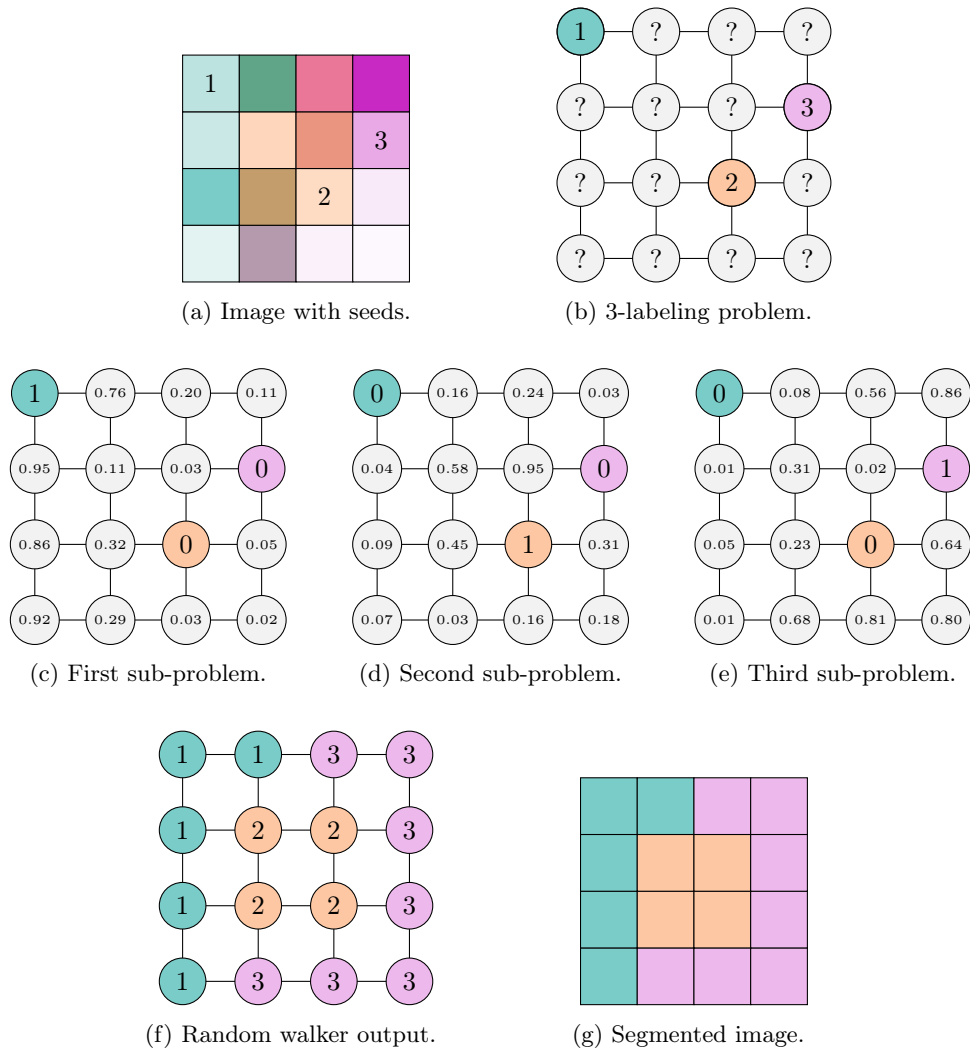 1
3
2
(a) Image with seeds.
1 ? ? ?
? ? ? 3
? ? 2 ?
? ? ? ?
(b) 3-labeling problem.
1 0.76 0.20 0.11
0.95 0.11 0.03 0
0.86 0.32 0 0.05
0.92 0.29 0.03 0.02
(c) First sub-problem.
0 0.16 0.24 0.03
0.04 0.58 0.95 0
0.09 0.45 1 0.31
0.07 0.03 0.16 0.18
(d) Second sub-problem.
0 0.08 0.56 0.86
0.01 0.31 0.02 1
0.05 0.23 0 0.64
0.01 0.68 0.81 0.80
(e) Third sub-problem.
1 1 3 3
1 2 2 3
1 2 2 3
1 3 3 3
(f) Random walker output.
(g) Segmented image.